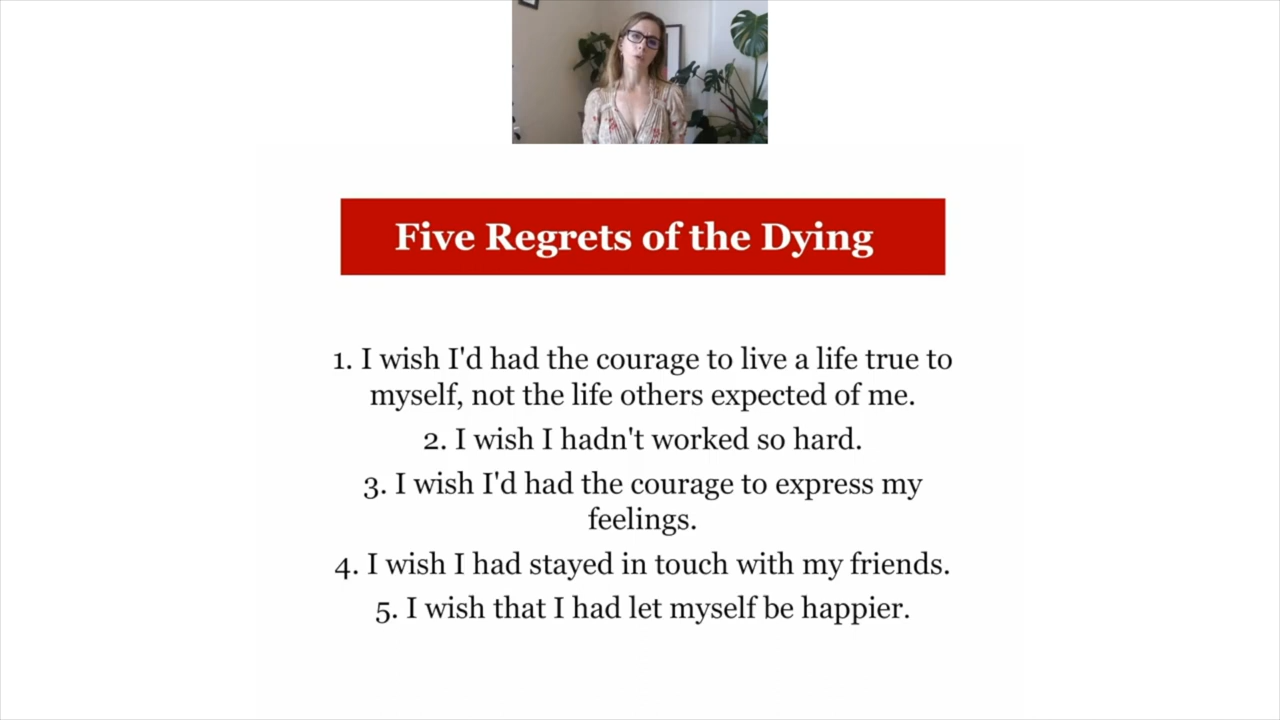 Five Regrets of the Dying
1. I wish I'd had the courage to live a life true to
myself, not the life others expected of me.
2. I wish I hadn't worked so hard.
3. I wish I'd had the courage to express my
feelings.
4. I wish I had stayed in touch with my friends.
5. I wish that I had let myself be happier.